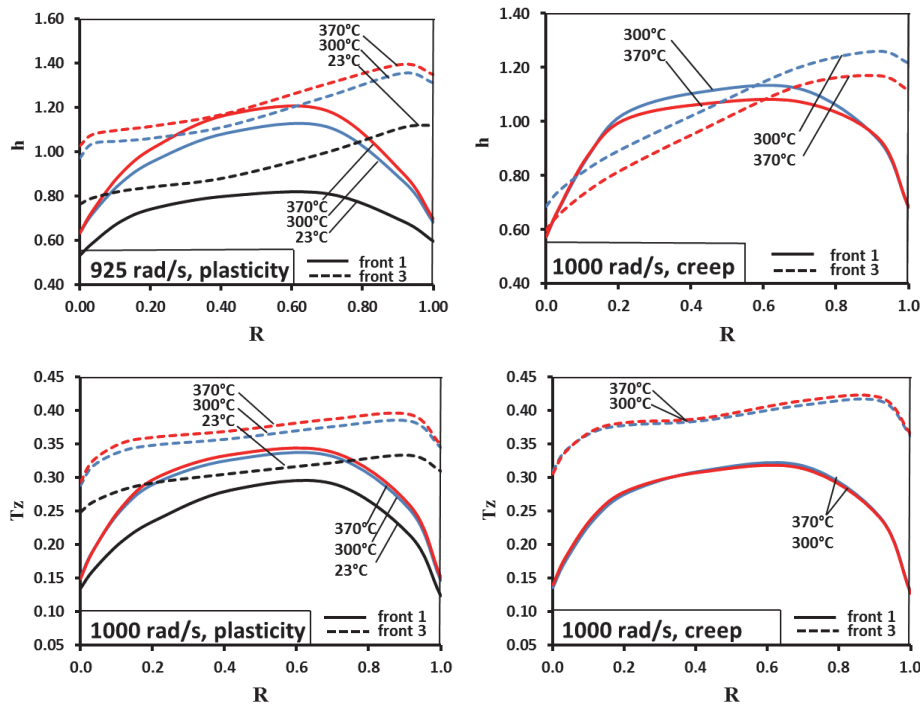 1.60
1.40
1.20
1.00
0.80
0.60
0.40
h
370°C
300°C
23°C
370°C
300°C
23°C
925 rad/s, plasticity
front 1
front 3
0.00 0.20 0.40 0.60 0.80 1.00
R
1.40
1.20
1.00
0.80
0.60
0.40
h
300°C
370°C
300°C
370°C
1000 rad/s, creep
front 1
front 3
0.0 0.2 0.4 0.6 0.8 1.0
R
0.45
0.40
0.35
0.30
0.25
0.20
0.15
0.10
0.05
Tz
370°C
300°C
23°C
370°C
300°C
23°C
1000 rad/s, plasticity
front 1
front 3
0.0 0.2 0.4 0.6 0.8 1.0
R
0.45
0.40
0.35
0.30
0.25
0.20
0.15
0.10
0.05
Tz
370°C
300°C
370°C
300°C
1000 rad/s, creep
front 1
front 3
0.0 0.2 0.4 0.6 0.8 1.0
R